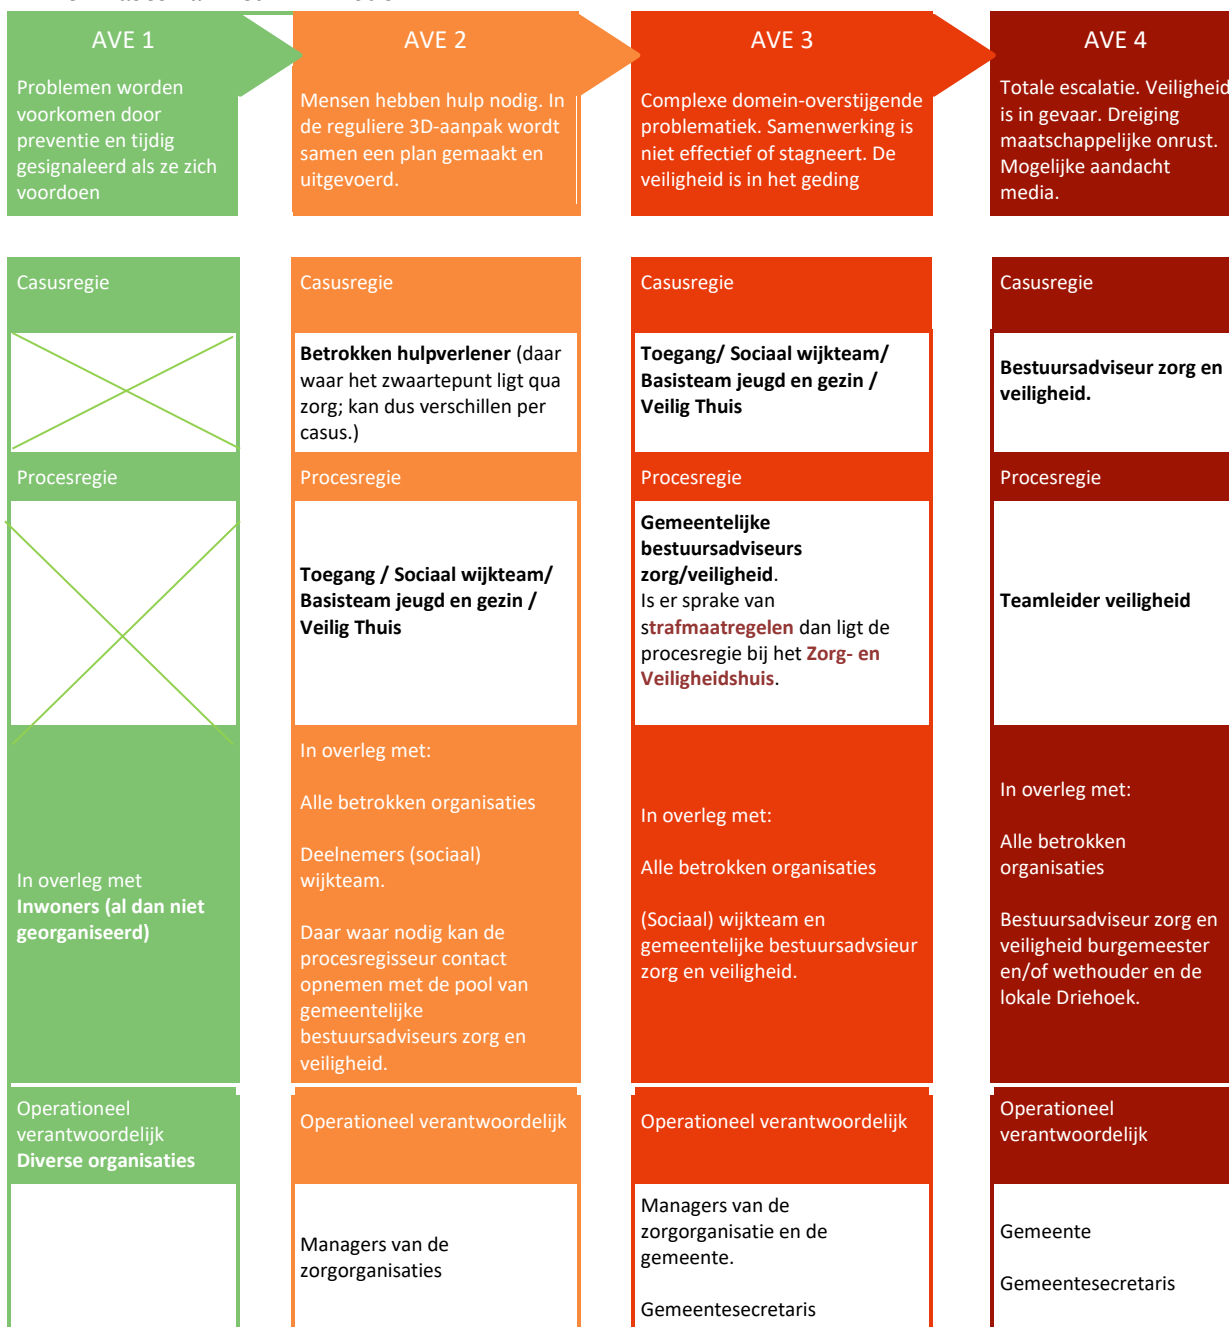 AVE 1
Problemen worden
voorkomen door
preventie en tijdig
gesignaleerd als ze zich
voordoen
AVE 2
Mensen hebben hulp nodig. In
de reguliere 3D-aanpak wordt
samen een plan gemaakt en
uitgevoerd.
AVE 3
Complexe domein-overstijgende
problematiek. Samenwerking is
niet effectief of stagneert. De
veiligheid is in het geding
AVE 4
Totale escalatie. Veiligheid
is in gevaar. Dreiging
maatschappelijke onrust.
Mogelijke aandacht
media.
Casusregie
Casusregie
Casusregie
Casusregie
Betrokken hulpverlener (daar
waar het zwaartepunt ligt qua
zorg; kan dus verschillen per
casus.)
Toegang/ Sociaal wijkteam/
Basisteam jeugd en gezin /
Veilig Thuis
Bestuursadviseur zorg en
veiligheid.
Procesregie
Procesregie
Procesregie
Procesregie
Toegang / Sociaal wijkteam/
Basisteam jeugd en gezin /
Veilig Thuis
Gemeentelijke
bestuursadviseurs
zorg/veiligheid.
Is er sprake van
strafmaatregelen dan ligt de
procesregie bij het Zorg- en
Veiligheidshuis.
Teamleider veiligheid
In overleg met
Inwoners (al dan niet
georganiseerd)
In overleg met:
Alle betrokken organisaties
Deelnemers (sociaal)
wijkteam.
Daar waar nodig kan de
procesregisseur contact
opnemen met de pool van
gemeentelijke
bestuursadviseurs zorg en
veiligheid.
In overleg met:
Alle betrokken organisaties
(Sociaal) wijkteam en
gemeentelijke bestuursadvsieur
zorg en veiligheid.
In overleg met:
Alle betrokken
organisaties
Bestuursadviseur zorg en
veiligheid burgemeester
en/of wethouder en de
lokale Driehoek.
Operationeel
verantwoordelijk
Diverse organisaties
Operationeel verantwoordelijk
Operationeel verantwoordelijk
Operationeel
verantwoordelijk
Managers van de
zorgorganisaties
Managers van de
zorgorganisatie en de
gemeente.
Gemeentesecretaris
Gemeente
Gemeentesecretaris